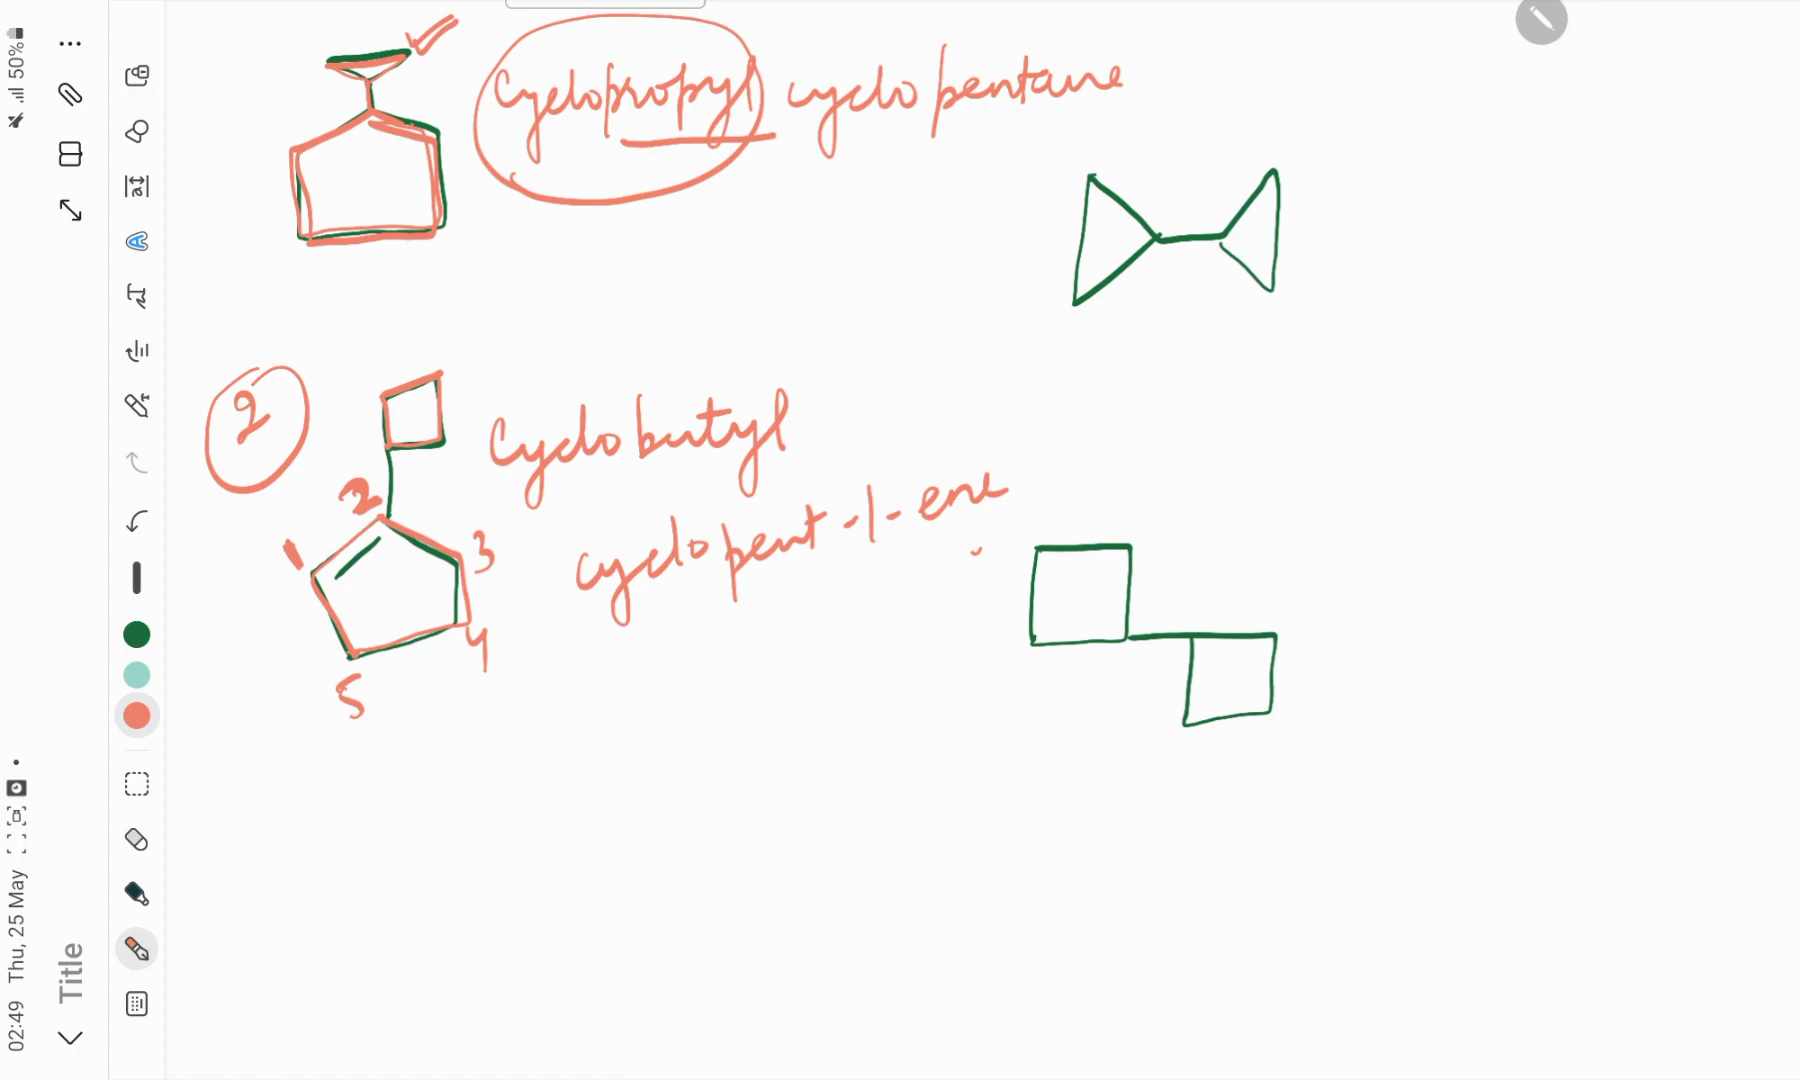 Cyclopropyl cyclopentane
2
Cyclobutyl
cyclopent-1-ene
2
1
3
4
5
02:49 Thu, 25 May
50%
Title